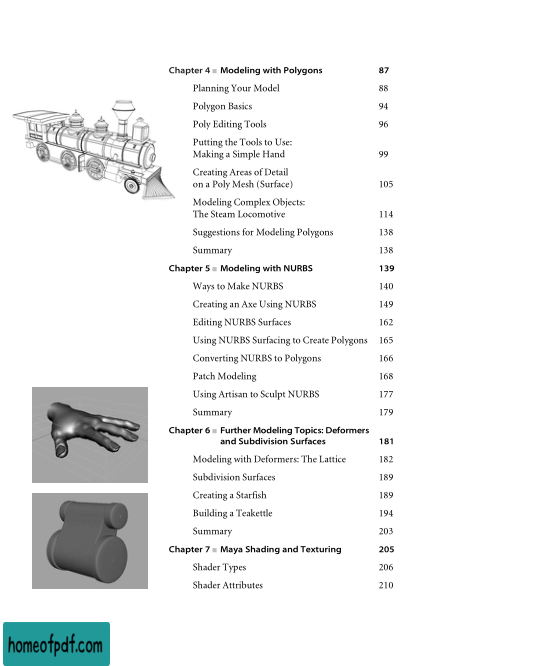 Chapter 4 ■ Modeling with Polygons 87
Planning Your Model 88
Polygon Basics 94
Poly Editing Tools 96
Putting the Tools to Use:
Making a Simple Hand 99
Creating Areas of Detail
on a Poly Mesh (Surface) 105
Modeling Complex Objects:
The Steam Locomotive 114
Suggestions for Modeling Polygons 138
Summary 138
Chapter 5 ■ Modeling with NURBS 139
Ways to Make NURBS 140
Creating an Axe Using NURBS 149
Editing NURBS Surfaces 162
Using NURBS Surfacing to Create Polygons 165
Converting NURBS to Polygons 166
Patch Modeling 168
Using Artisan to Sculpt NURBS 177
Summary 179
Chapter 6 ■ Further Modeling Topics: Deformers
and Subdivision Surfaces 181
Modeling with Deformers: The Lattice 182
Subdivision Surfaces 189
Creating a Starfish 189
Building a Teakettle 194
Summary 203
Chapter 7 ■ Maya Shading and Texturing 205
Shader Types 206
Shader Attributes 210
homeofpdf.com